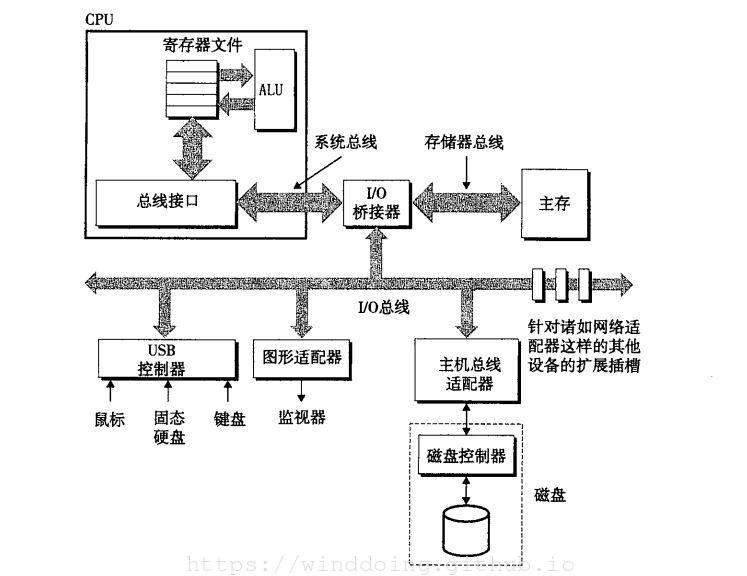 CPU
寄存器文件
ALU
系统总线
存储器总线
总线接口
I/O
桥接器
主存
I/O总线
USB
控制器
图形适配器
主机总线
适配器
针对诸如网络适
配器这样的其他
设备的扩展插槽
鼠标
固态
硬盘
键盘
监视器
磁盘控制器
磁盘
https://winddoing.github.io